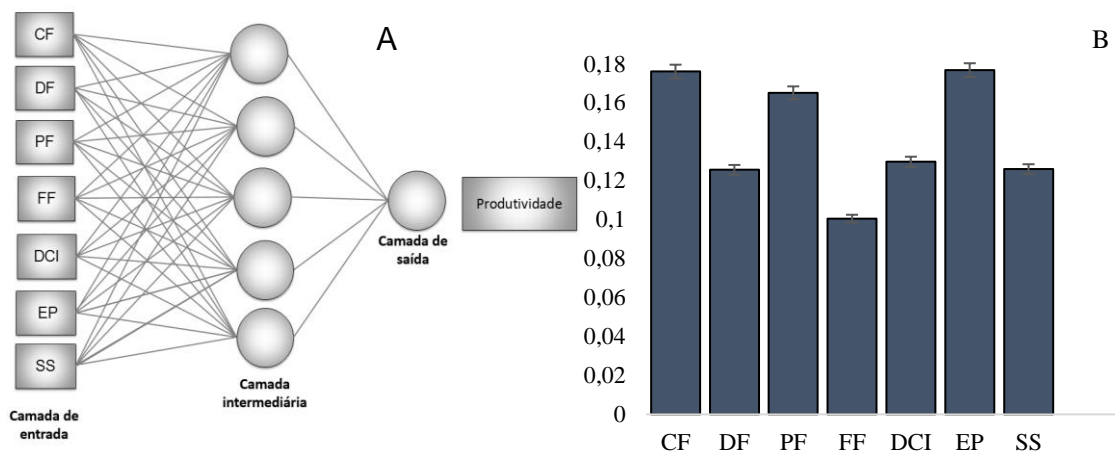 A
CF
DF
PF
FF
DCI
EP
SS
Camada de
entrada
Camada
intermediária
Camada de
saída
Produtividade
B
0,18
0,16
0,14
0,12
0,1
0,08
0,06
0,04
0,02
0
CF DF PF FF DCI EP SS